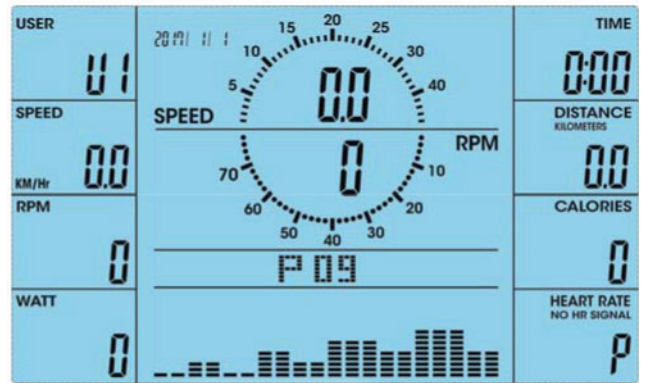 USER
U1
SPEED
KM/Hr 0.0
RPM
0
WATT
0
2017/ 1/ 1
5 10 15 20 25 30 40
SPEED 0.0
0 RPM
70 60 50 40 30 20 10
P 09
TIME
0:00
DISTANCE
KILOMETERS
0.0
CALORIES
0
HEART RATE
NO HR SIGNAL
P